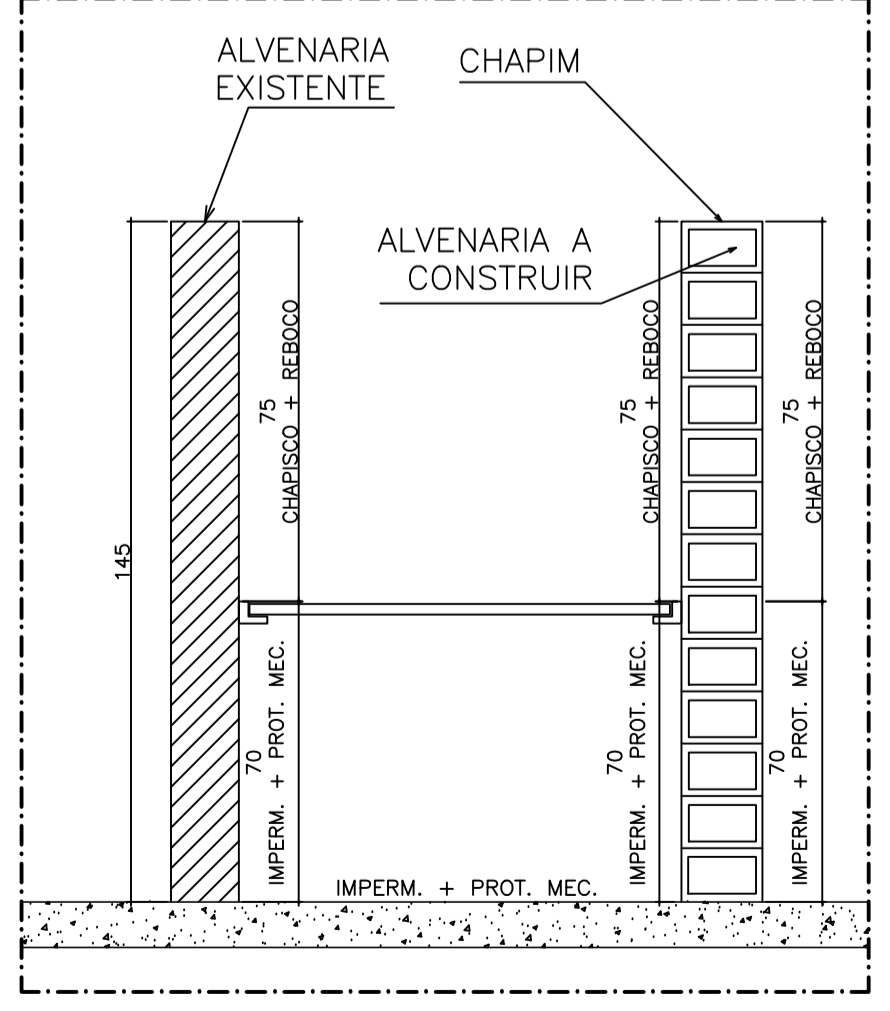 ALVENARIA
EXISTENTE
CHAPIM
ALVENARIA A
CONSTRUIR
145
75
CHAPISCO + REBOCO
75
CHAPISCO + REBOCO
75
CHAPISCO + REBOCO
70
IMPERM. + PROT. MEC.
70
IMPERM. + PROT. MEC.
70
IMPERM. + PROT. MEC.
IMPERM. + PROT. MEC.